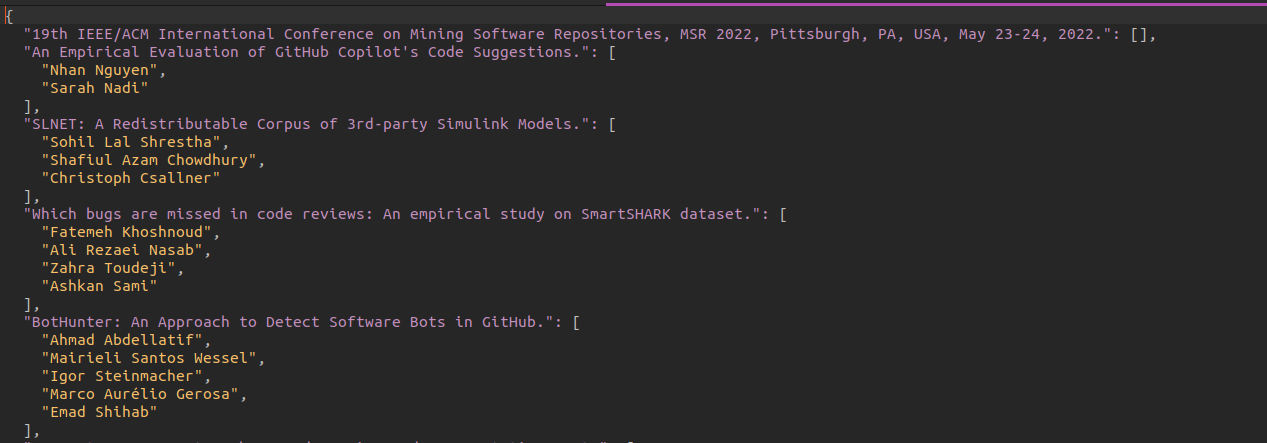 {
"19th IEEE/ACM International Conference on Mining Software Repositories, MSR 2022, Pittsburgh, PA, USA, May 23-24, 2022.": [],
"An Empirical Evaluation of GitHub Copilot's Code Suggestions.": [
"Nhan Nguyen",
"Sarah Nadi"
],
"SLNET: A Redistributable Corpus of 3rd-party Simulink Models.": [
"Sohil Lal Shrestha",
"Shafiul Azam Chowdhury",
"Christoph Csallner"
],
"Which bugs are missed in code reviews: An empirical study on SmartSHARK dataset.": [
"Fatemeh Khoshnoud",
"Ali Rezaei Nasab",
"Zahra Toudeji",
"Ashkan Sami"
],
"BotHunter: An Approach to Detect Software Bots in GitHub.": [
"Ahmad Abdellatif",
"Mairieli Santos Wessel",
"Igor Steinmacher",
"Marco Aurélio Gerosa",
"Emad Shihab"
],